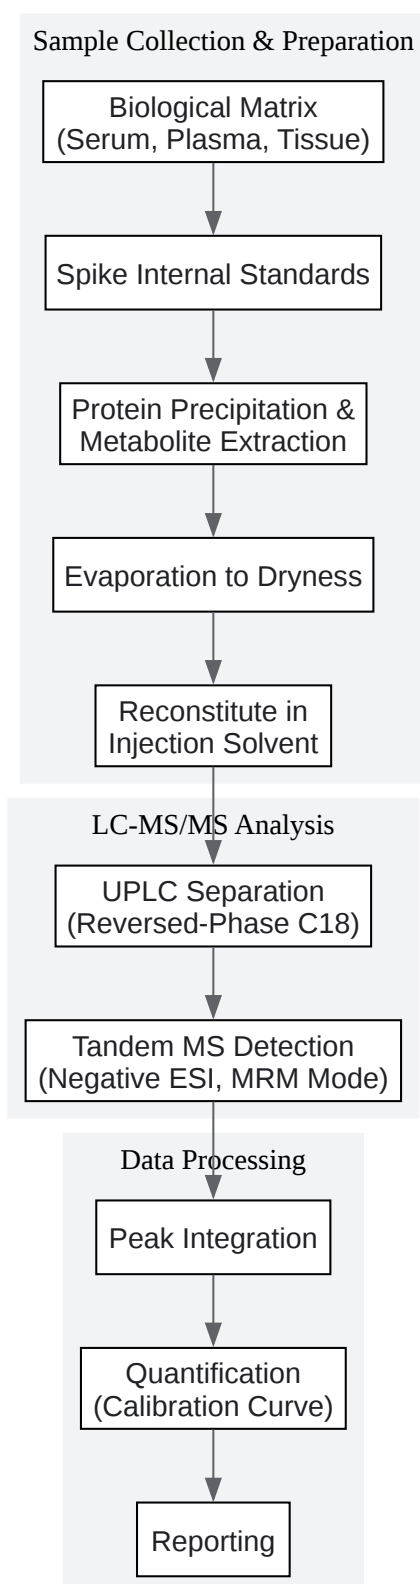 Sample Collection & Preparation
Biological Matrix
(Serum, Plasma, Tissue)
Spike Internal Standards
Protein Precipitation &
Metabolite Extraction
Evaporation to Dryness
Reconstitute in
Injection Solvent
LC-MS/MS Analysis
UPLC Separation
(Reversed-Phase C18)
Tandem MS Detection
(Negative ESI, MRM Mode)
Data Processing
Peak Integration
Quantification
(Calibration Curve)
Reporting